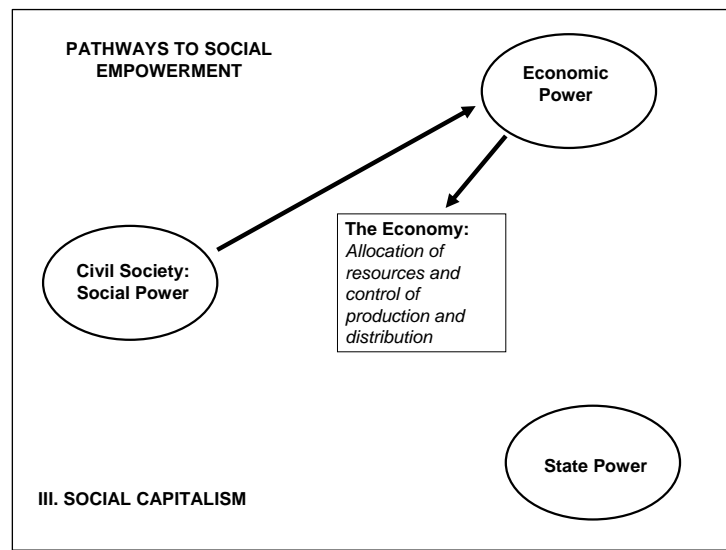 PATHWAYS TO SOCIAL
EMPOWERMENT
Economic
Power
The Economy:
Allocation of
resources and
control of
production and
distribution
Civil Society:
Social Power
State Power
III. SOCIAL CAPITALISM